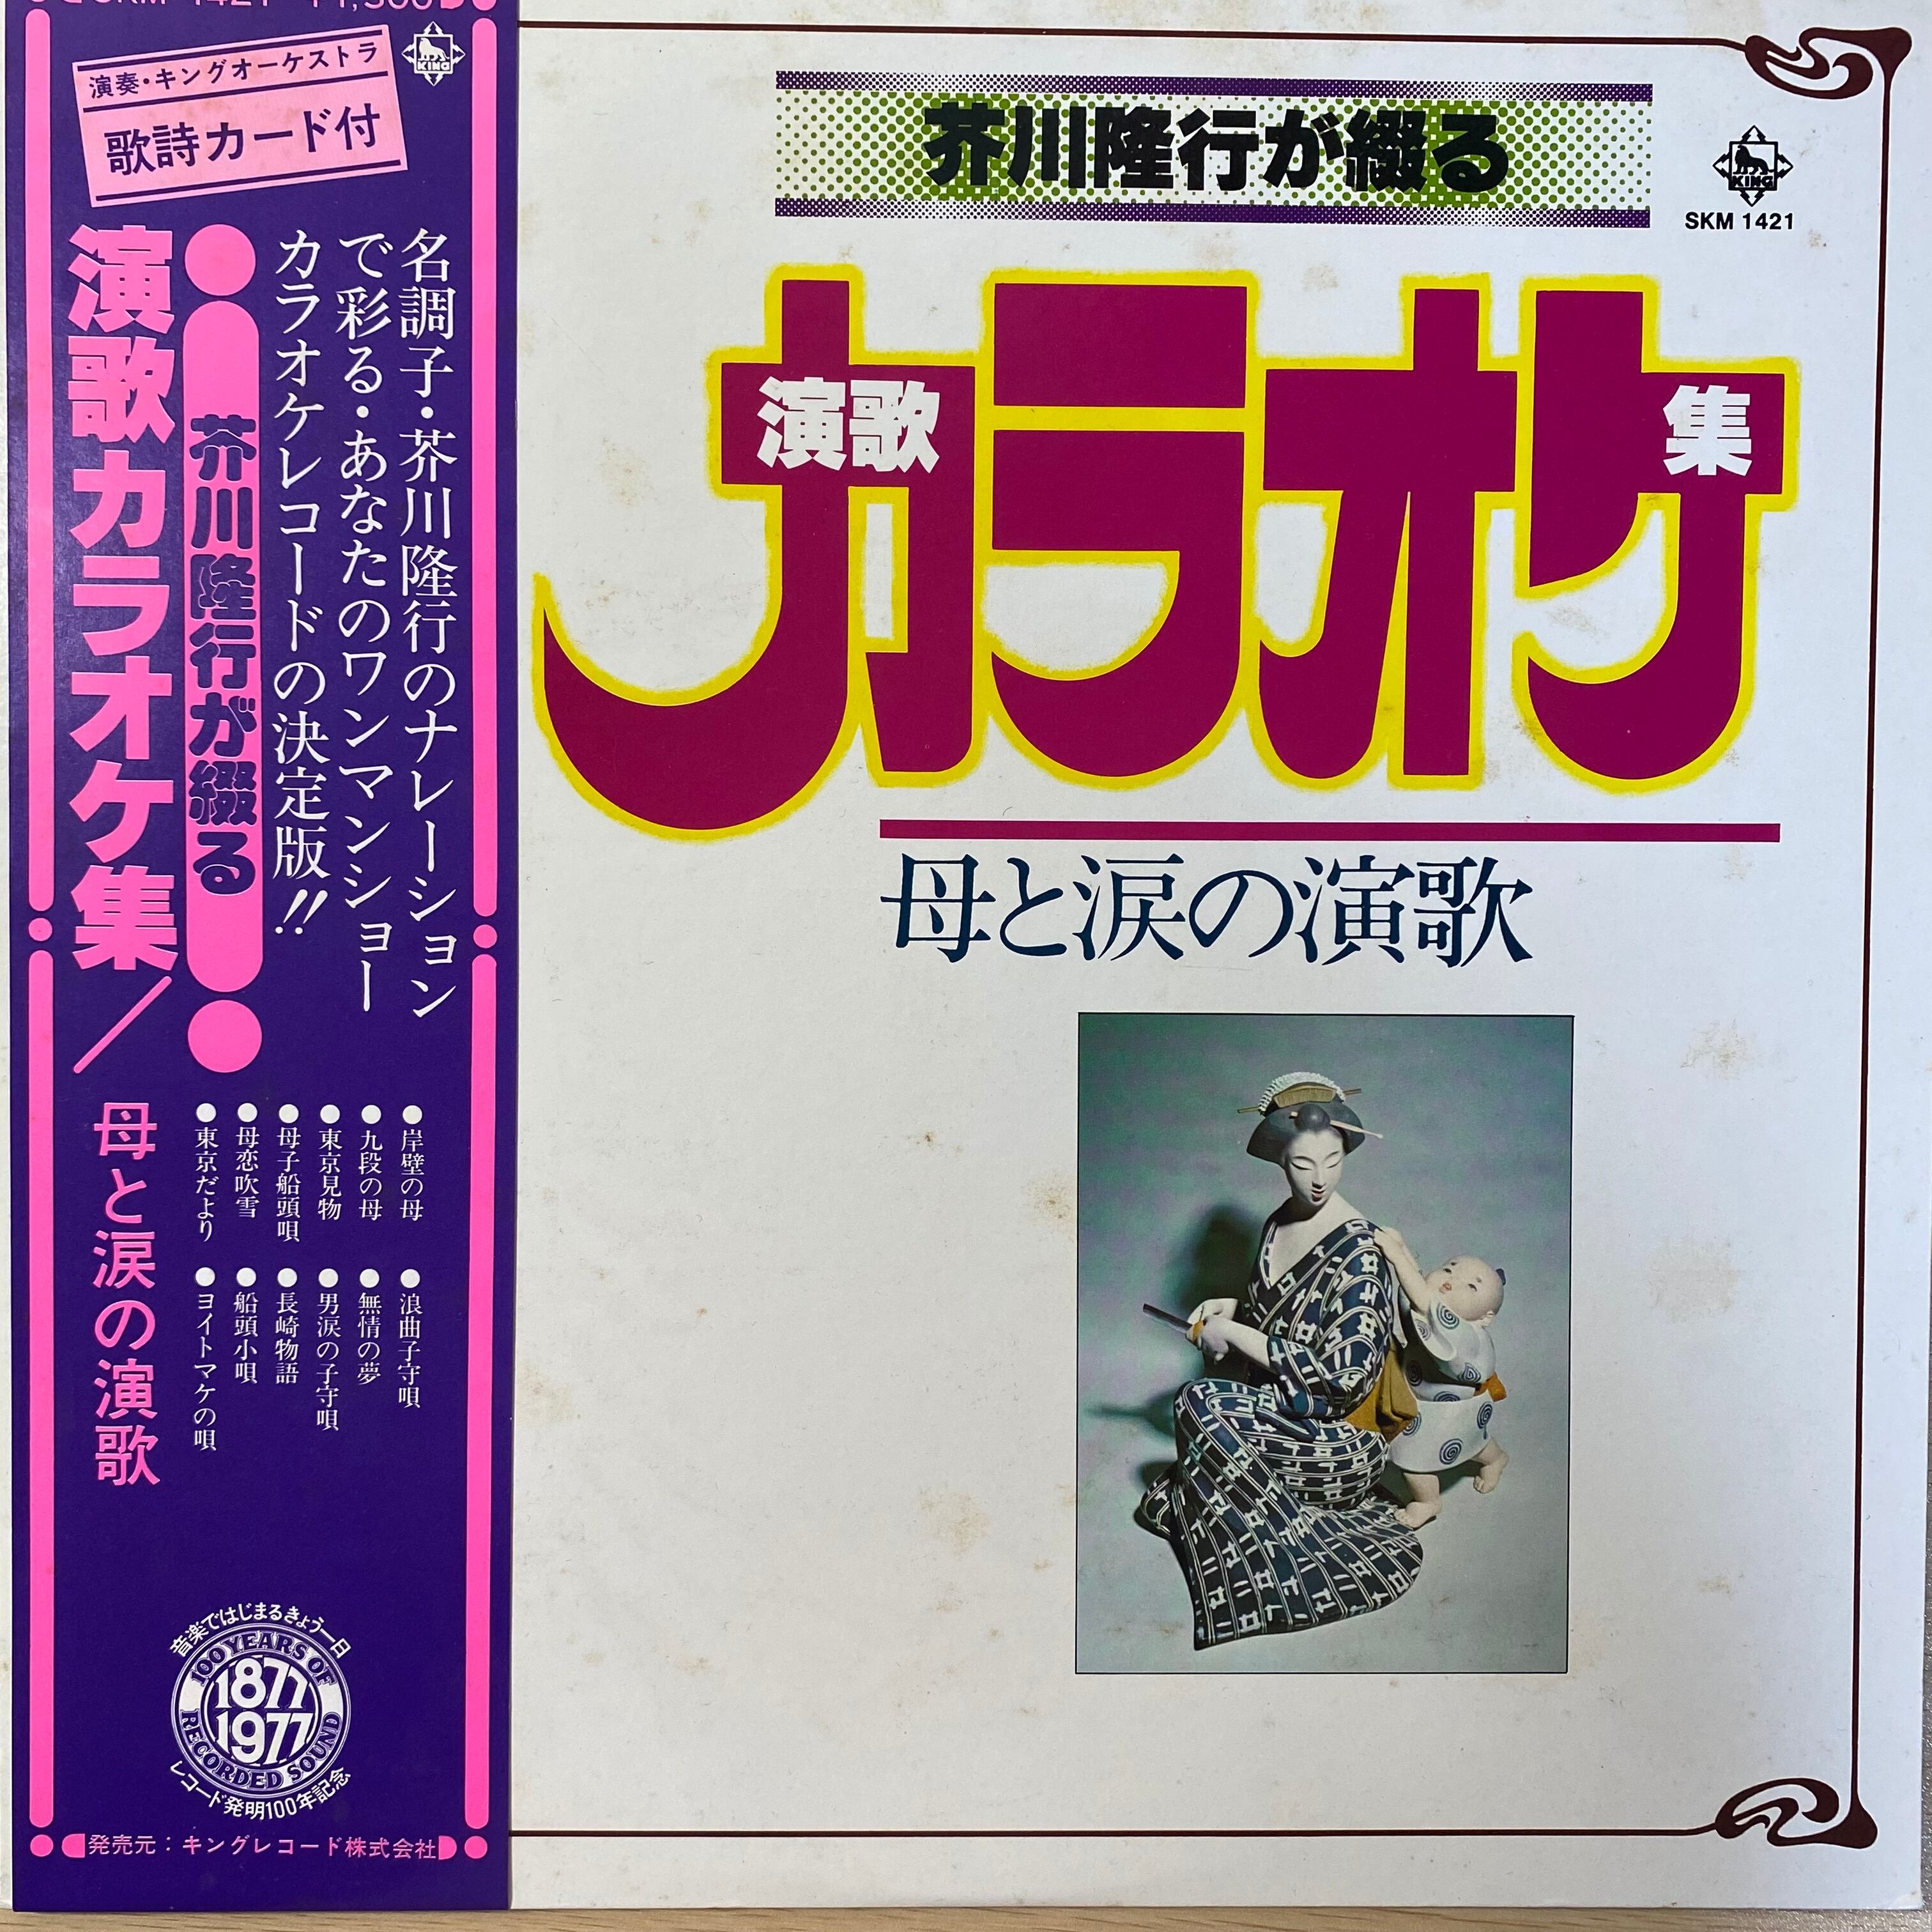 SKM 1421
演奏・キングオーケストラ
歌詩カード付
KING
名調子・芥川隆行のナレーション
で彩る・あなたのワンマンショー
カラオケレコードの決定版!!
芥川隆行が綴る
演歌カラオケ集/
母と涙の演歌
●岸壁の母
●九段の母
●東京見物
●母子船頭唄
●母恋吹雪
●東京だより
●浪曲子守唄
●無情の夢
●男涙の子守唄
●長崎物語
●船頭小唄
●ヨイトマケの唄
音楽ではじまるきょう一日
100 YEARS OF
1877
1977
RECORDED SOUND
レコード発明100年記念
発売元:キングレコード株式会社
芥川隆行が綴る
KING
SKM 1421
演歌カラオケ集
母と涙の演歌